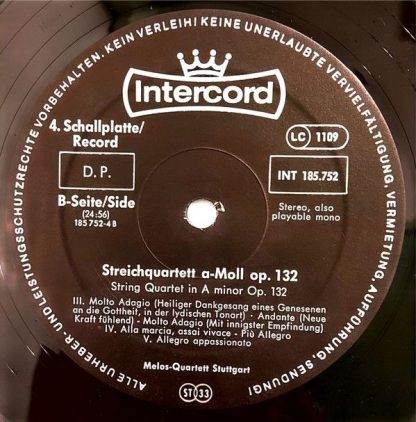 ALLE URHEBER- UND LEISTUNGSSCHUTZRECHTE VORBEHALTEN. KEIN VERLEIH! KEINE UNERLAUBTE VERVIELFÄLTIGUNG, VERMIETUNG, AUFFÜHRUNG, SENDUNG!
Intercord
4. Schallplatte/
Record
LC 1109
D. P.
INT 185.752
B-Seite/Side
(24:56)
185 752-4 B
Stereo, also
playable mono
Streichquartett a-Moll op. 132
String Quartet in A minor Op. 132
III. Molto Adagio (Heiliger Dankgesang eines Genesenen
an die Gottheit, in der lydischen Tonart) · Andante (Neue
Kraft fühlend) - Molto Adagio (Mit innigster Empfindung)
IV. Alla marcia, assai vivace - Più Allegro
V. Allegro appassionato
Melos-Quartett Stuttgart
ST 33